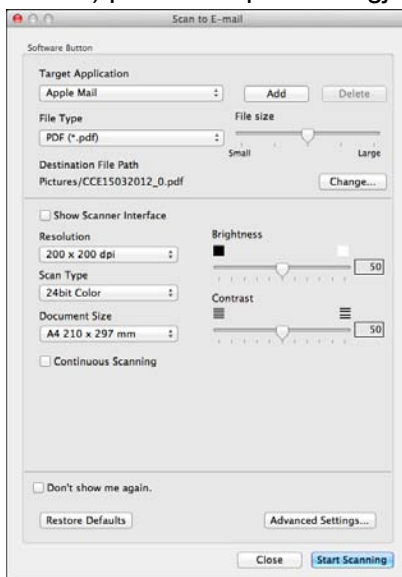 Scan to E-mail
Software Button
Target Application
Apple Mail
Add
Delete
File Type
File size
PDF (*.pdf)
Small
Large
Destination File Path
Pictures/CCE15032012_0.pdf
Change...
Show Scanner Interface
Resolution
Brightness
200 x 200 dpi
50
Scan Type
24bit Color
Contrast
Document Size
50
A4 210 x 297 mm
Continuous Scanning
Don't show me again.
Restore Defaults
Advanced Settings...
Close
Start Scanning